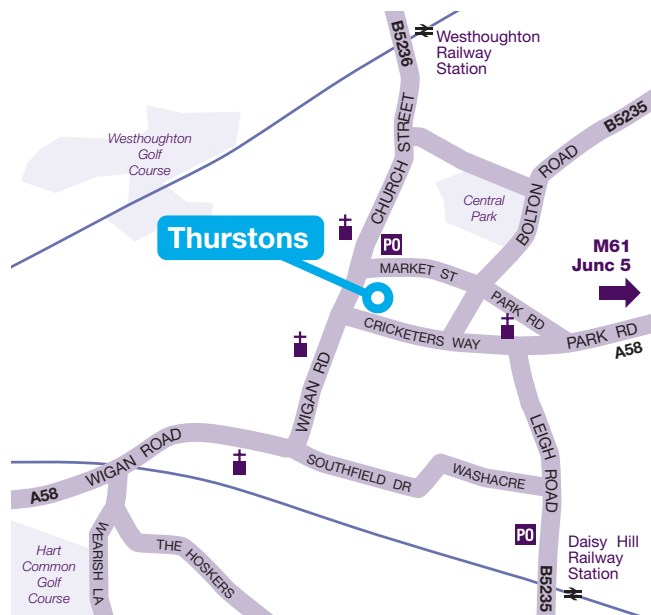 B5236
Westhoughton
Railway
Station
CHURCH STREET
B5235
BOLTON ROAD
Westhoughton
Golf
Course
Central
Park
Thurstons
PO
MARKET ST
M61
Junc 5
PARK RD
CRICKETERS WAY
PARK RD
A58
WIGAN RD
LEIGH ROAD
WIGAN ROAD
A58
SOUTHFIELD DR
WASHACRE
PO
Hart
Common
Golf
Course
WEARISH LA
THE HOSKERS
Daisy Hill
Railway
Station
B5235